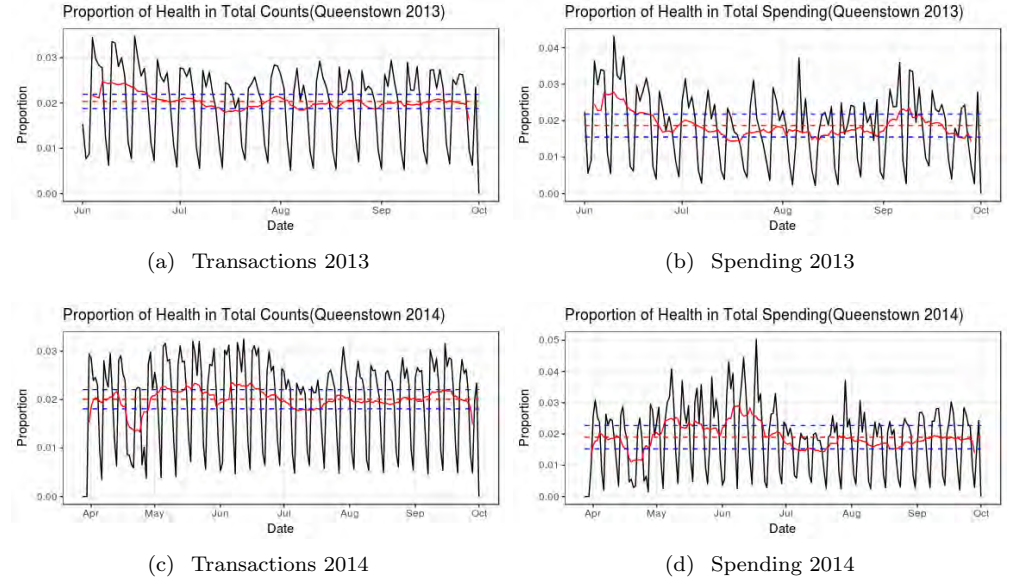 Proportion of Health in Total Counts(Queenstown 2013)
Proportion
0.03
0.02
0.01
0.00
Jun Jul Aug Sep Oct
Date
(a) Transactions 2013
Proportion of Health in Total Spending(Queenstown 2013)
Proportion
0.04
0.03
0.02
0.01
0.00
Jun Jul Aug Sep Oct
Date
(b) Spending 2013
Proportion of Health in Total Counts(Queenstown 2014)
Proportion
0.03
0.02
0.01
0.00
Apr May Jun Jul Aug Sep Oct
Date
(c) Transactions 2014
Proportion of Health in Total Spending(Queenstown 2014)
Proportion
0.05
0.04
0.03
0.02
0.01
0.00
Apr May Jun Jul Aug Sep Oct
Date
(d) Spending 2014